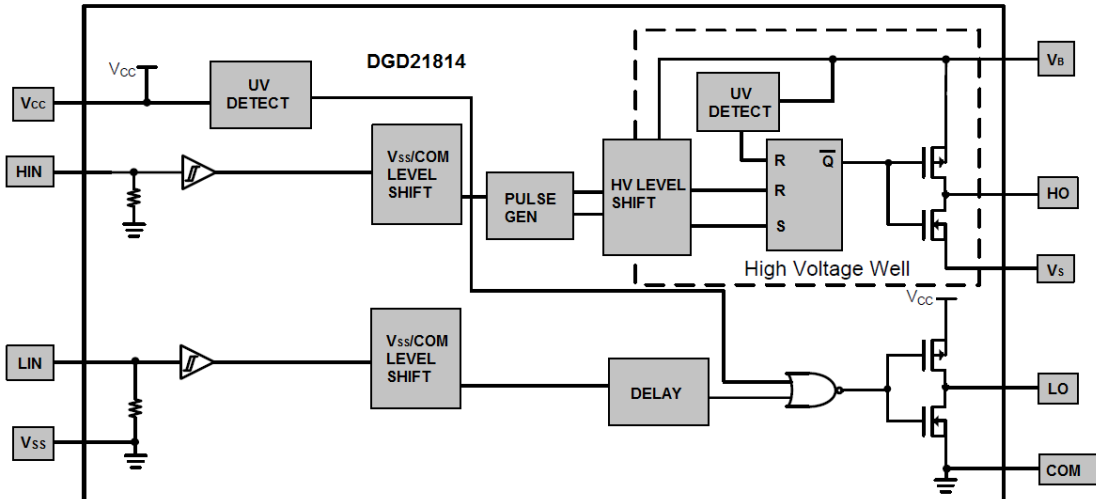 DGD21814
VCC
UV
DETECT
VB
VCC
UV
DETECT
HIN
VSS/COM
LEVEL
SHIFT
PULSE
GEN
HV LEVEL
SHIFT
R
Q
R
S
HO
High Voltage Well
VS
VCC
LIN
VSS/COM
LEVEL
SHIFT
DELAY
LO
VSS
COM